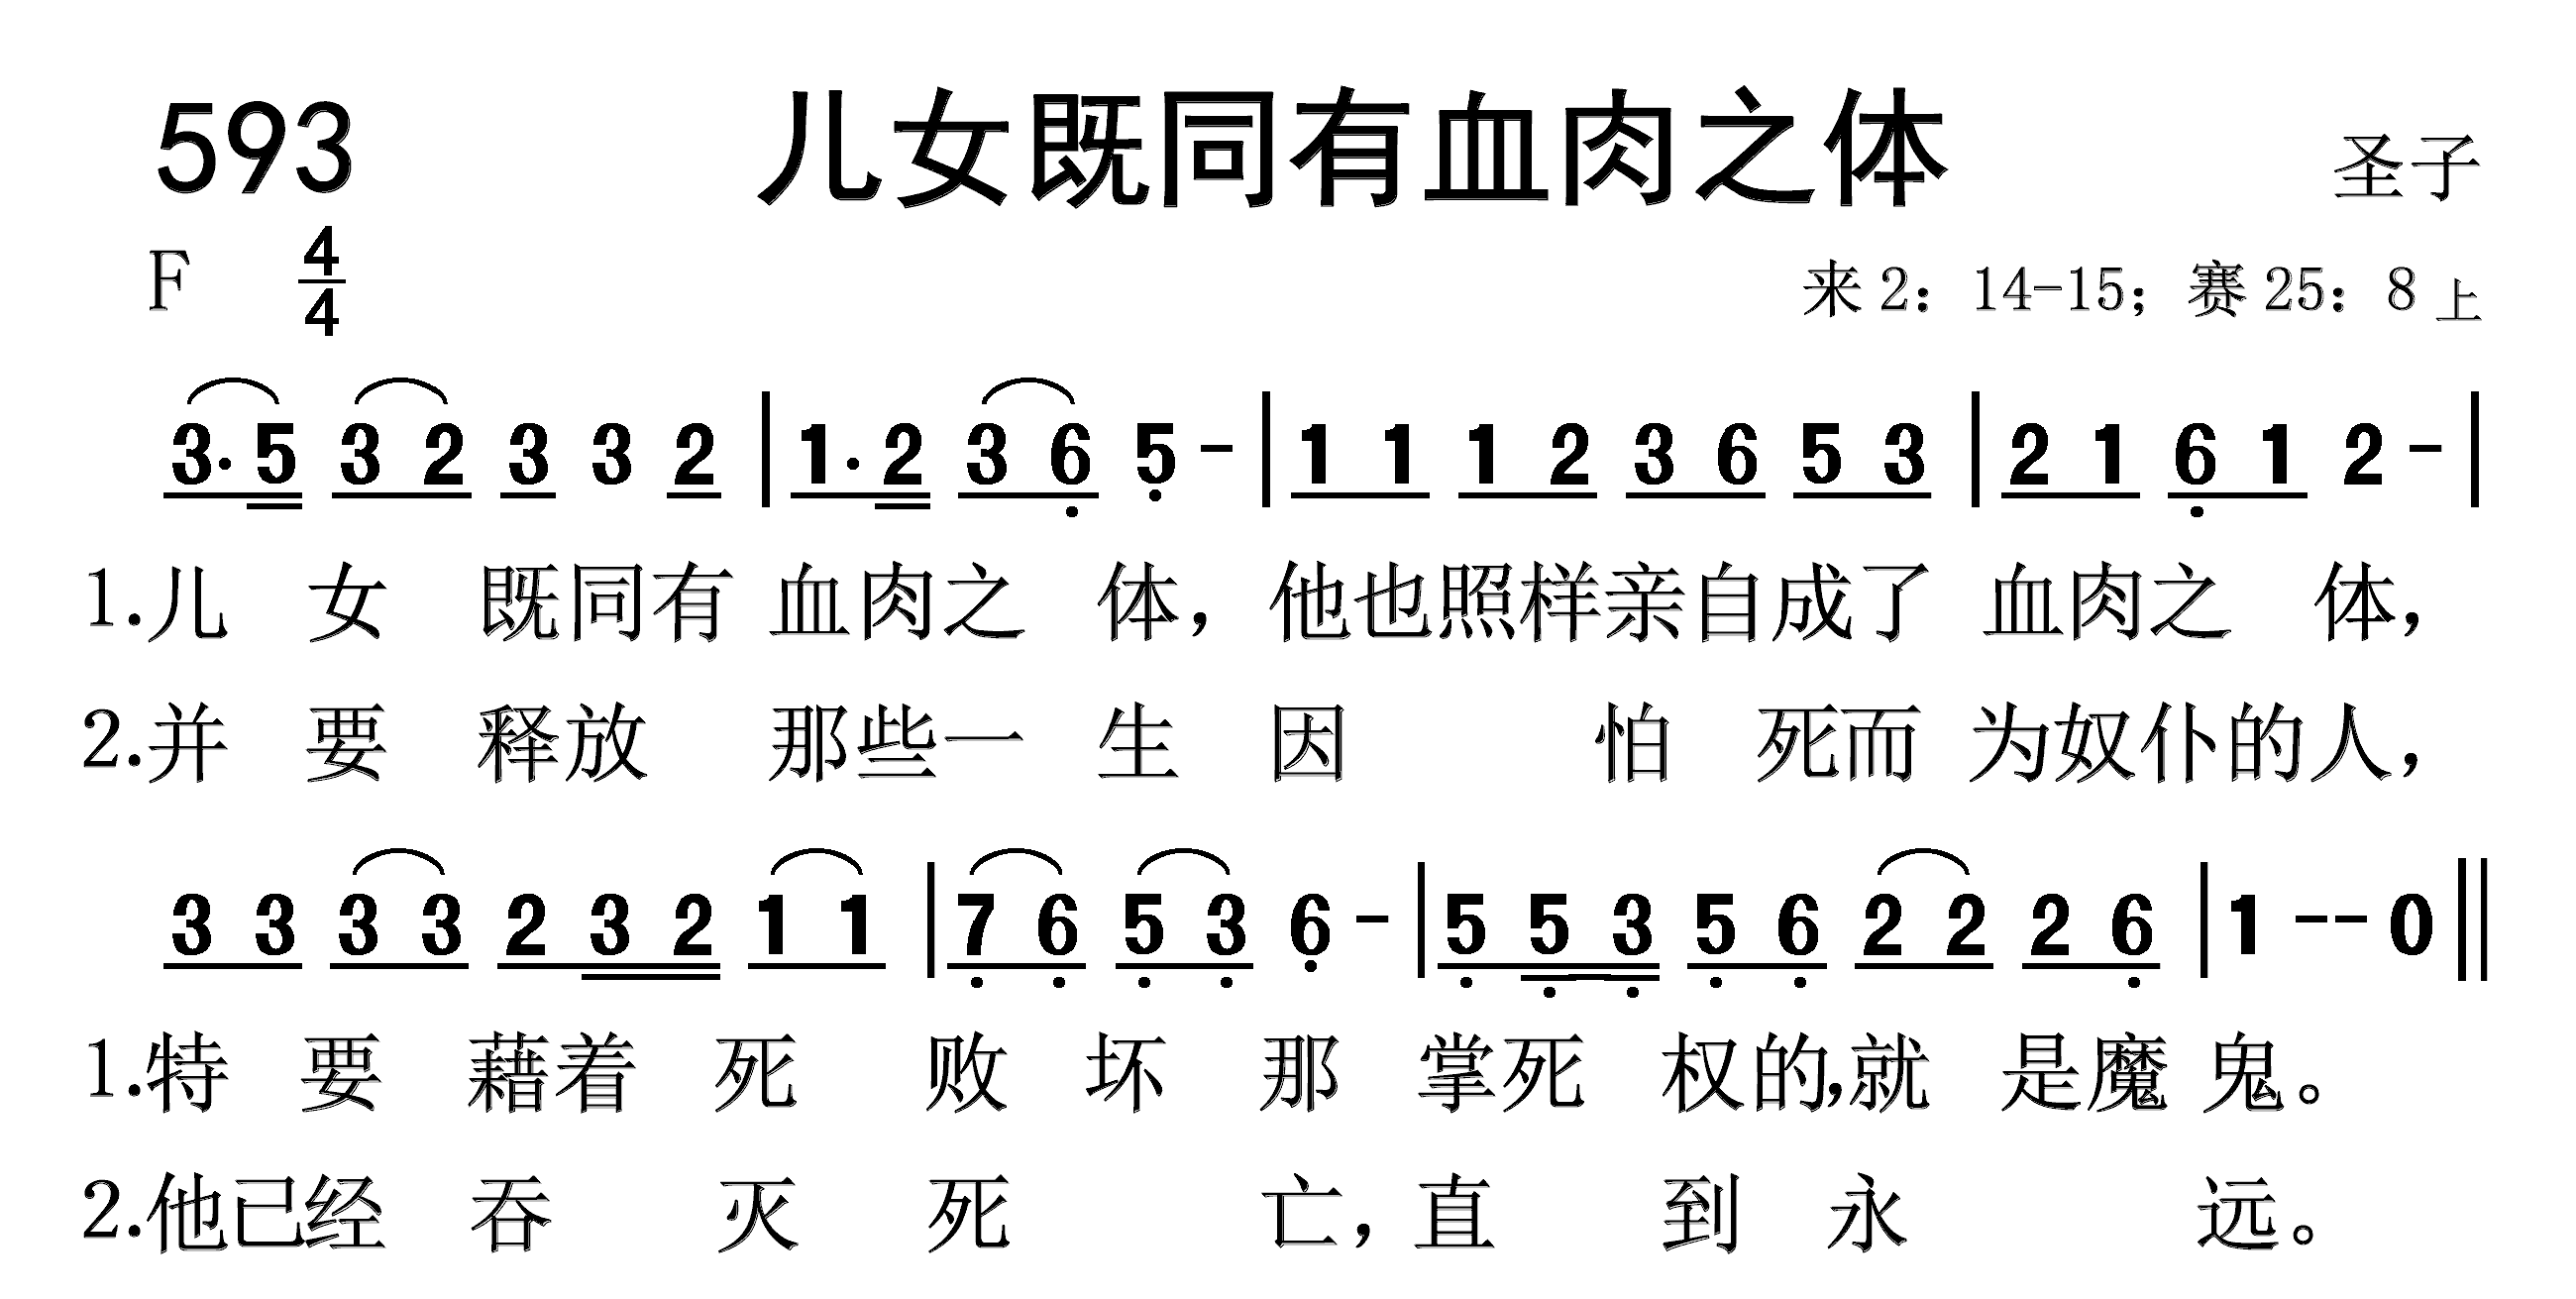 593 儿女既同有血肉之体 圣子
F 4/4 来2：14-15；赛25：8上
3. 5 3 2 3 3 2 | 1. 2 3 6 5 - | 1 1 1 2 3 6 5 3 | 2 1 6 1 2 - |
1.儿 女 既同有 血肉之 体，他也照样亲自成了 血肉之 体，
2.并 要 释放 那些一 生 因 怕 死而 为奴仆的人，
3 3 3 3 2 3 2 1 1 | 7 6 5 3 6 - | 5 5 3 5 6 2 2 2 6 | 1 - - 0 ||
1.特 要 藉着 死 败 坏 那 掌死 权的，就 是魔 鬼。
2.他已经 吞 灭 死 亡，直 到 永 远。